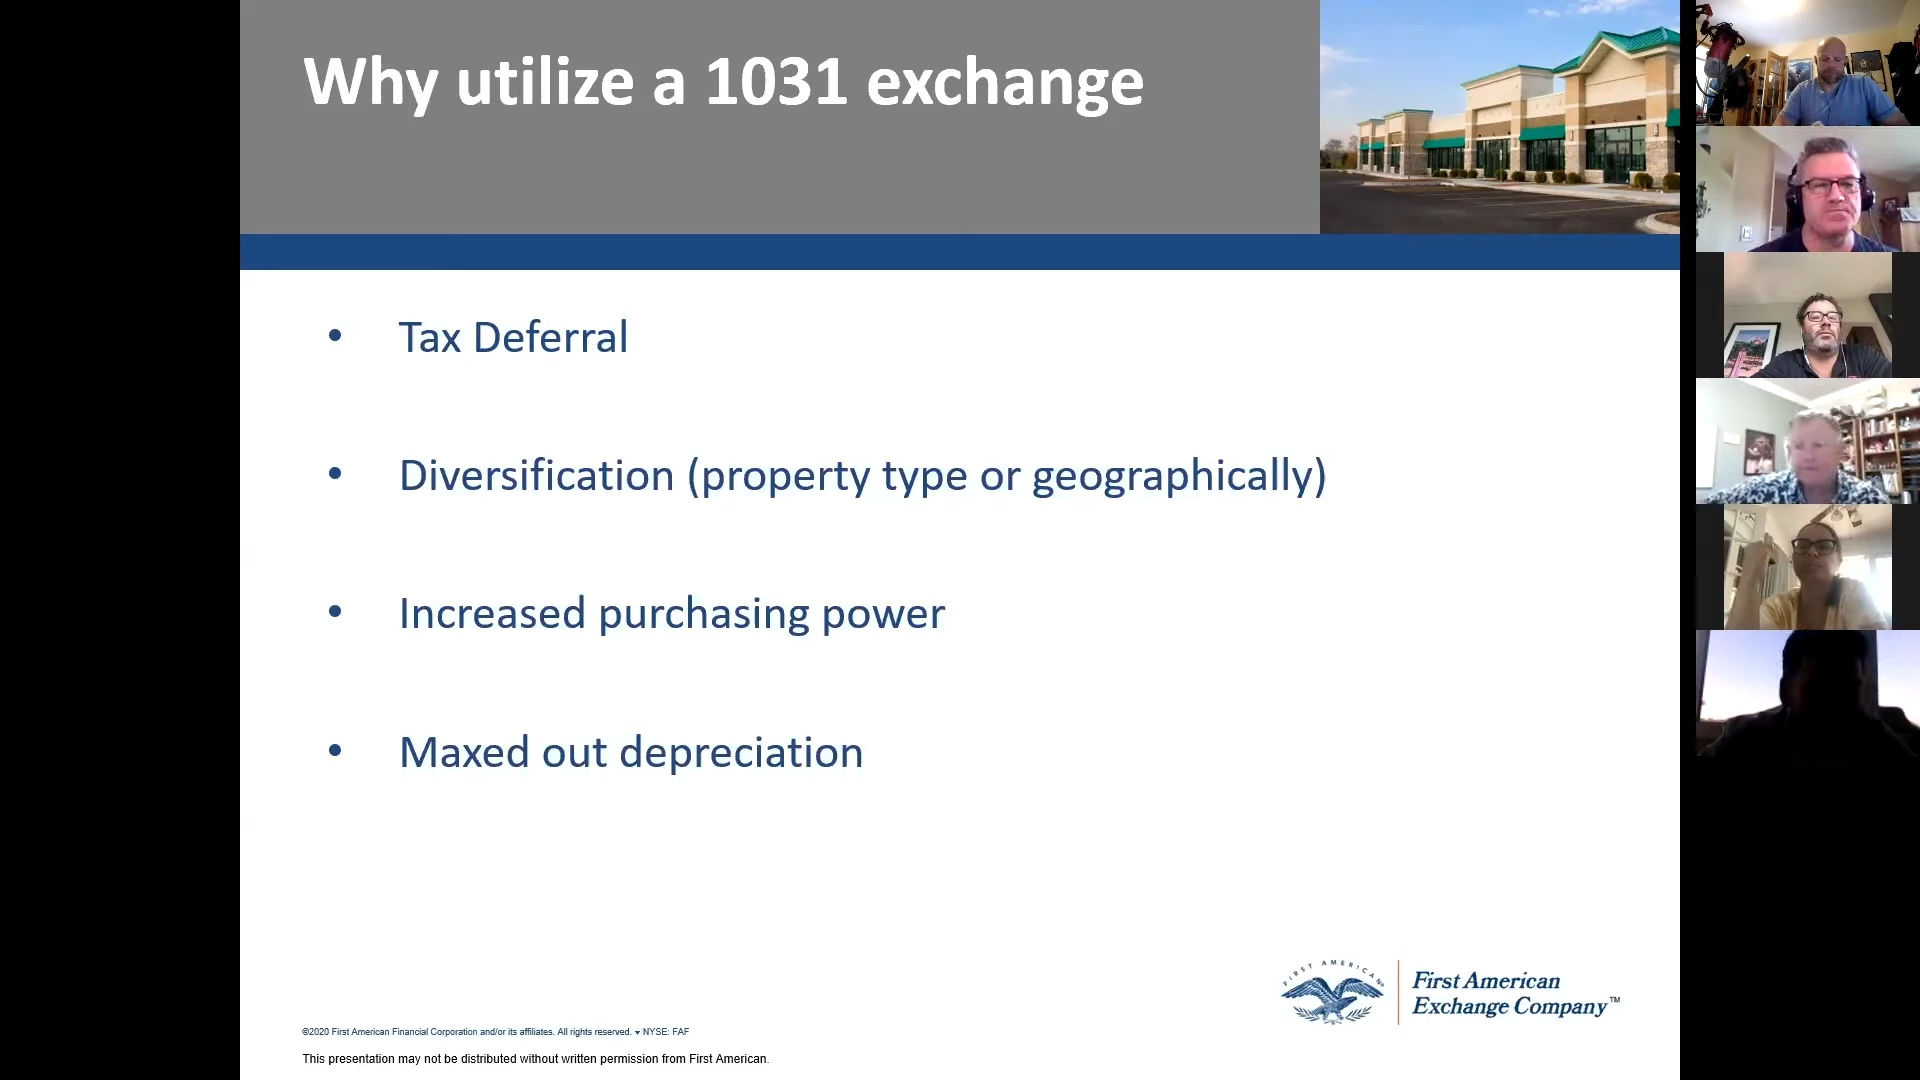 Why utilize a 1031 exchange
• Tax Deferral
• Diversification (property type or geographically)
• Increased purchasing power
• Maxed out depreciation
FIRST AMERICAN
First American
Exchange Company™
©2020 First American Financial Corporation and/or its affiliates. All rights reserved. ▾ NYSE: FAF
This presentation may not be distributed without written permission from First American.